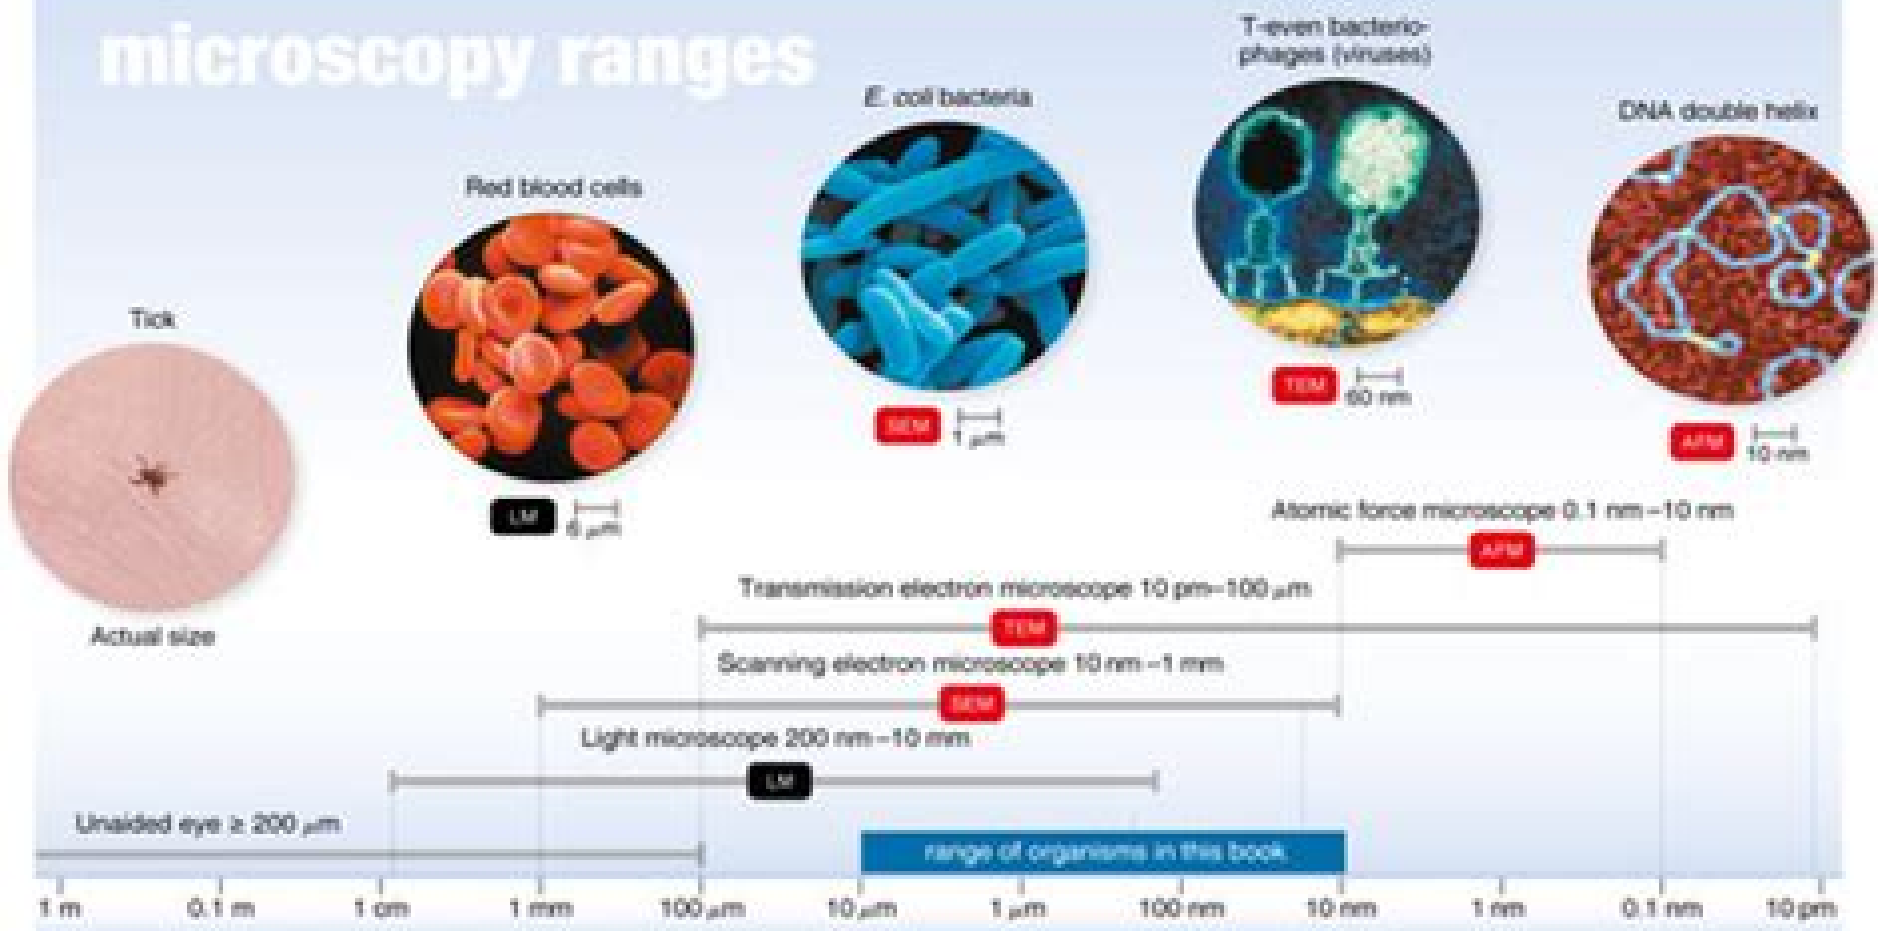 microscopy ranges
T-even bacterio-
phages (viruses)
E. coli bacteria
DNA double helix
Red blood cells
Tick
TEM 60 nm
SEM 1 μm
AFM 10 nm
LM 6 μm
Actual size
Atomic force microscope 0.1 nm–10 nm
AFM
Transmission electron microscope 10 pm–100 μm
TEM
Scanning electron microscope 10 nm–1 mm
SEM
Light microscope 200 nm–10 mm
LM
Unaided eye ≥ 200 μm
range of organisms in this book
1 m 0.1 m 1 cm 1 mm 100 μm 10 μm 1 μm 100 nm 10 nm 1 nm 0.1 nm 10 pm